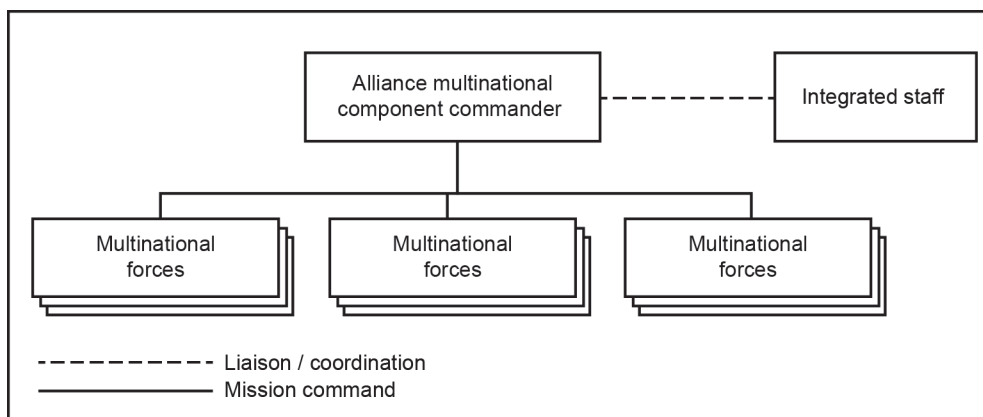 Alliance multinational
component commander
Integrated staff
Multinational
forces
Multinational
forces
Multinational
forces
Liaison / coordination
Mission command